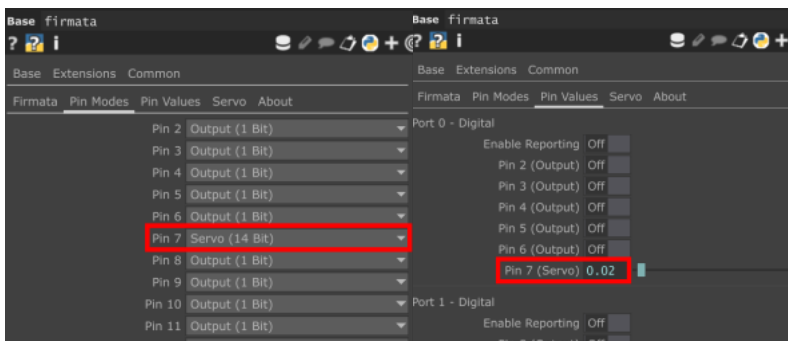 Base firmata
? ? i
Base Extensions Common
Firmata Pin Modes Pin Values Servo About
Pin 2 Output (1 Bit)
Pin 3 Output (1 Bit)
Pin 4 Output (1 Bit)
Pin 5 Output (1 Bit)
Pin 6 Output (1 Bit)
Pin 7 Servo (14 Bit)
Pin 8 Output (1 Bit)
Pin 9 Output (1 Bit)
Pin 10 Output (1 Bit)
Pin 11 Output (1 Bit)
Base firmata
? ? i
Base Extensions Common
Firmata Pin Modes Pin Values Servo About
Port 0 - Digital
Enable Reporting Off
Pin 2 (Output) Off
Pin 3 (Output) Off
Pin 4 (Output) Off
Pin 5 (Output) Off
Pin 6 (Output) Off
Pin 7 (Servo) 0.02
Port 1 - Digital
Enable Reporting Off